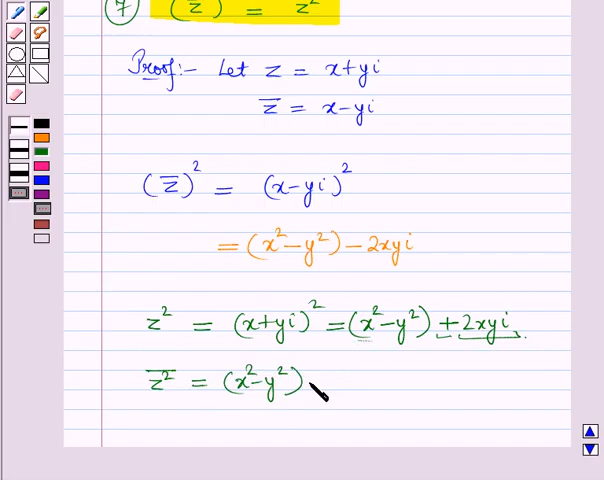 (7) (z̅)² = z̅²
Proof:- Let z = x+yi
z̅ = x-yi
(z̅)² = (x-yi)²
= (x²-y²) - 2xyi
z² = (x+yi)² = (x²-y²) + 2xyi
z̅² = (x²-y²)